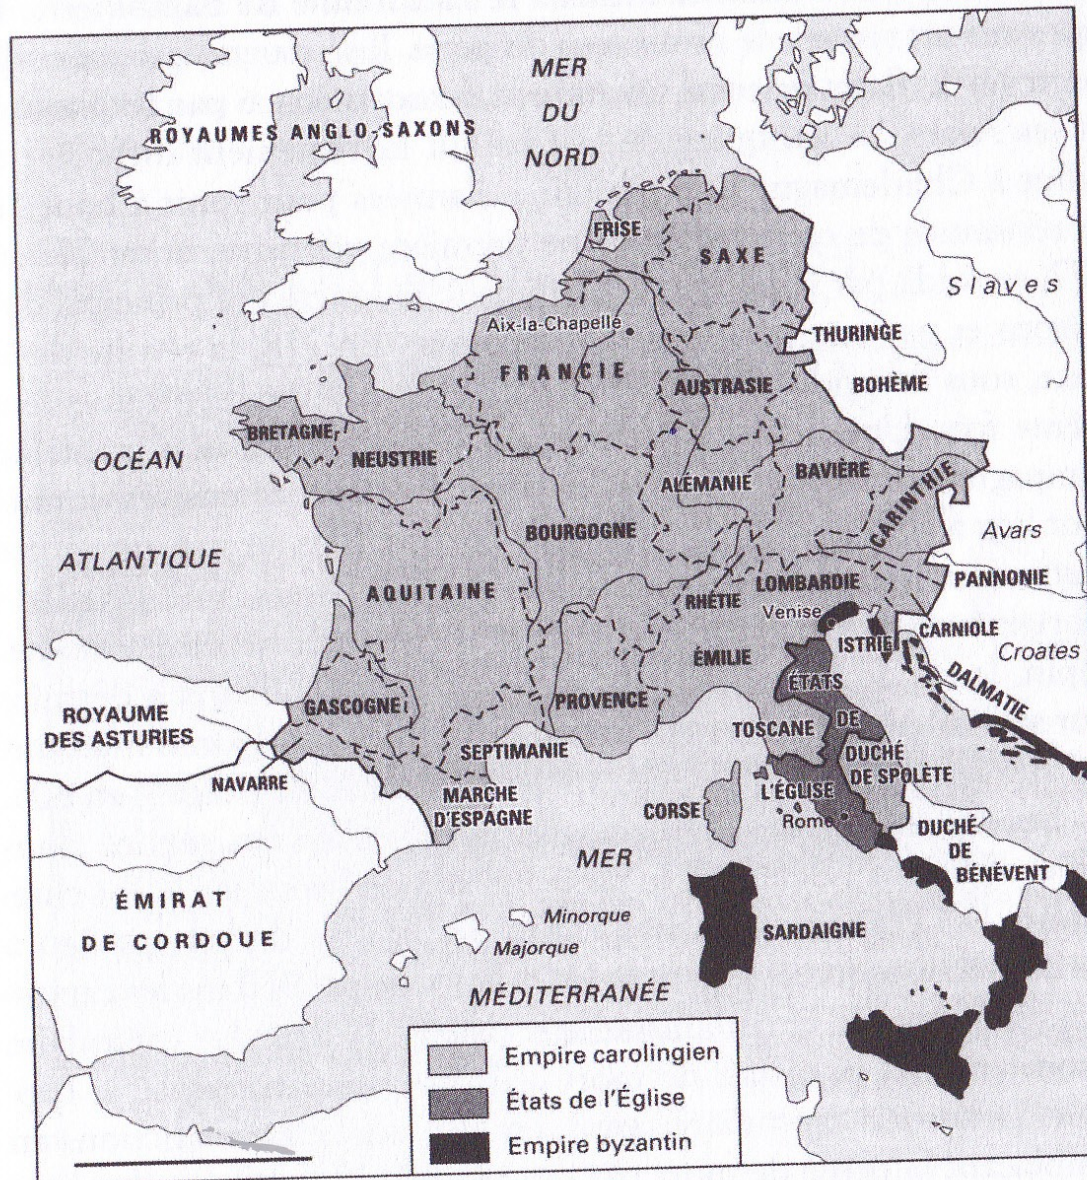 MER
DU
NORD
ROYAUMES ANGLO-SAXONS
FRISE
SAXE
Slaves
Aix-la-Chapelle
THURINGE
FRANCIE
AUSTRASIE
BOHÊME
BRETAGNE
NEUSTRIE
OCÉAN
ATLANTIQUE
ALÉMANIE
BAVIÈRE
CARINTHIE
BOURGOGNE
Avars
AQUITAINE
RHÉTIE
LOMBARDIE
PANNONIE
Venise
ISTRIE
CARNIOLE
Croates
ÉMILIE
DALMATIE
ÉTATS
DE
L'ÉGLISE
GASCOGNE
PROVENCE
ROYAUME
DES ASTURIES
TOSCANE
DUCHÉ
DE SPOLÈTE
SEPTIMANIE
NAVARRE
MARCHE
D'ESPAGNE
CORSE
Rome
DUCHÉ
DE
BÉNÉVENT
MER
MÉDITERRANÉE
ÉMIRAT
DE CORDOUE
Minorque
Majorque
SARDAIGNE
Empire carolingien
États de l'Église
Empire byzantin